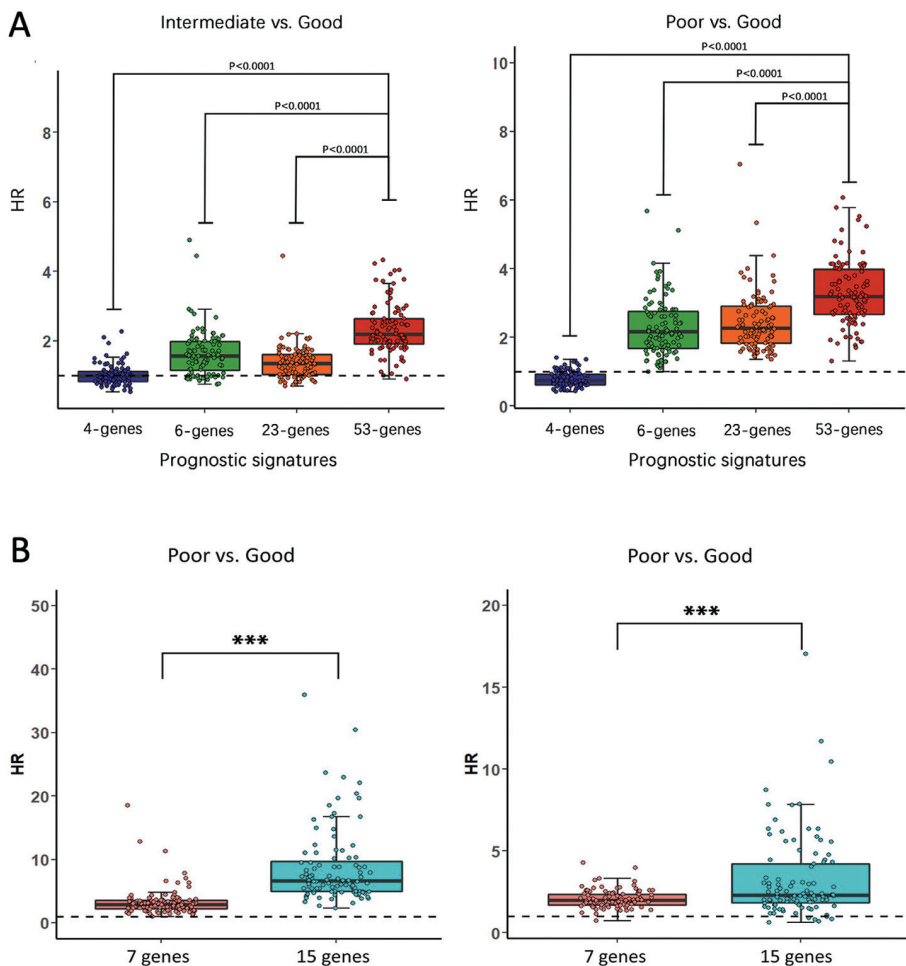 A
Intermediate vs. Good
HR
8
6
4
2
P<0.0001
P<0.0001
P<0.0001
4-genes 6-genes 23-genes 53-genes
Prognostic signatures
Poor vs. Good
HR
10
8
6
4
2
0
P<0.0001
P<0.0001
P<0.0001
4-genes 6-genes 23-genes 53-genes
Prognostic signatures
B
Poor vs. Good
HR
50
40
30
20
10
0
***
7 genes 15 genes
Poor vs. Good
HR
20
15
10
5
0
***
7 genes 15 genes